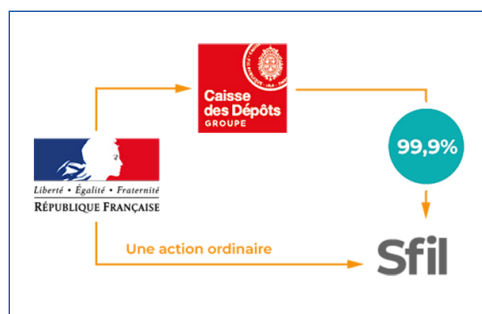 Caisse
des Dépôts
GROUPE
99,9%
Liberté • Égalité • Fraternité
RÉPUBLIQUE FRANÇAISE
Une action ordinaire
Sfil